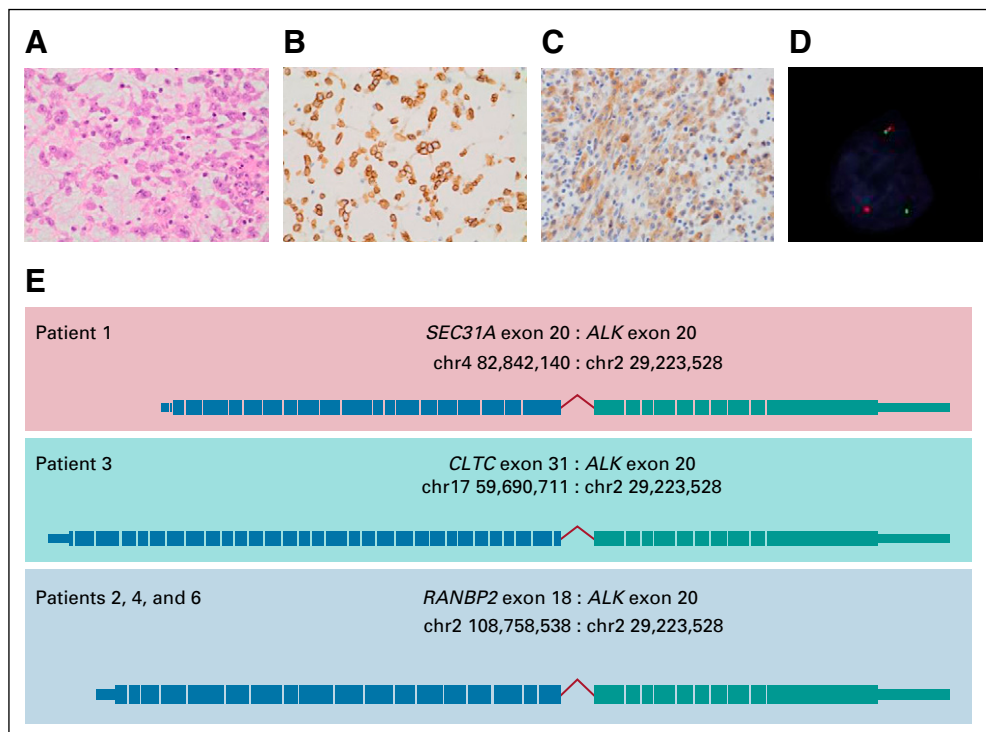 A
B
C
D
E
Patient 1
SEC31A exon 20 : ALK exon 20
chr4 82,842,140 : chr2 29,223,528
Patient 3
CLTC exon 31 : ALK exon 20
chr17 59,690,711 : chr2 29,223,528
Patients 2, 4, and 6
RANBP2 exon 18 : ALK exon 20
chr2 108,758,538 : chr2 29,223,528